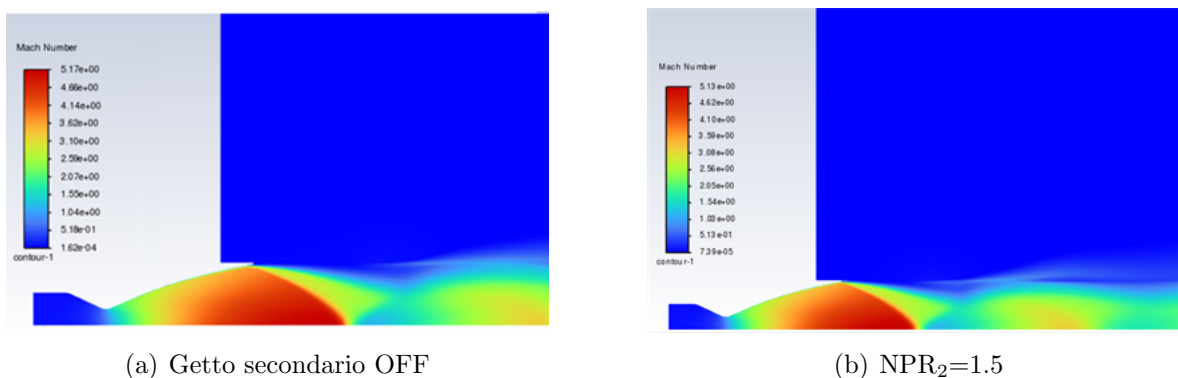 Mach Number
5.17e+00
4.66e+00
4.14e+00
3.62e+00
3.10e+00
2.59e+00
2.07e+00
1.55e+00
1.04e+00
5.18e-01
1.62e-04
contour-1
(a) Getto secondario OFF
Mach Number
5.13e+00
4.62e+00
4.10e+00
3.59e+00
3.08e+00
2.56e+00
2.05e+00
1.54e+00
1.03e+00
5.13e-01
7.39e-05
contour-1
(b) NPR₂=1.5